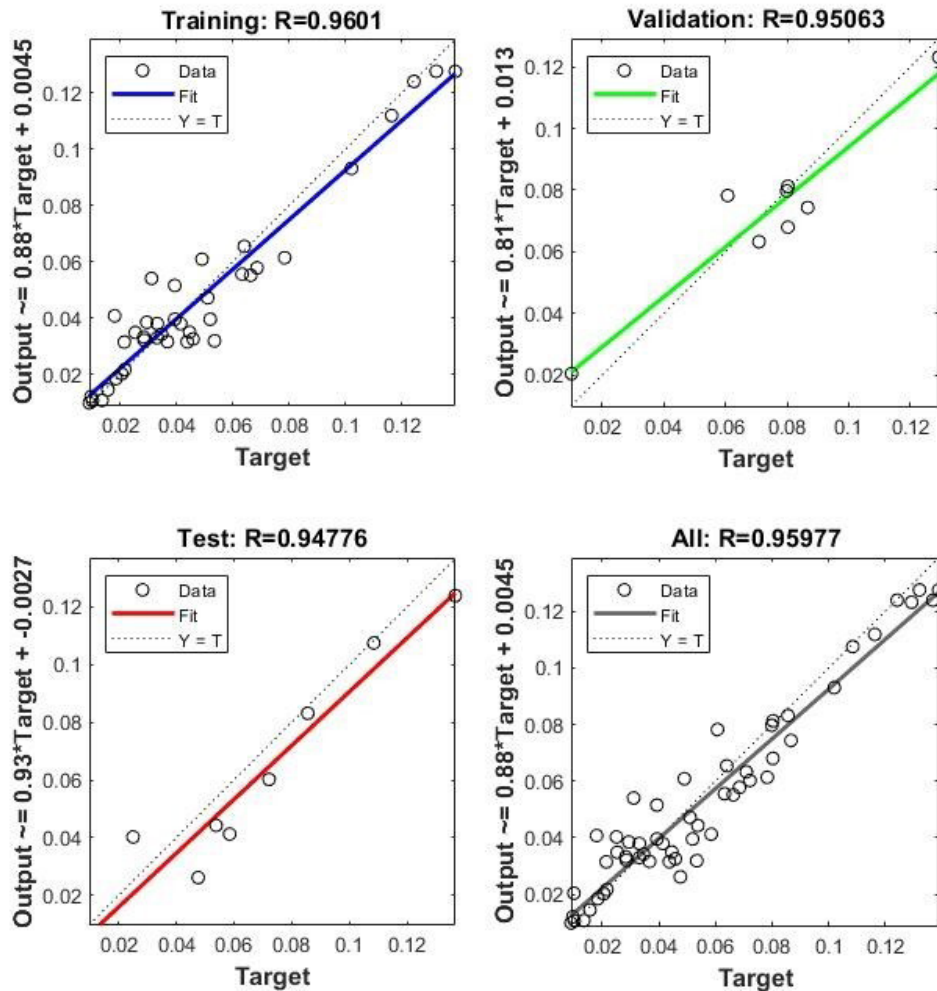 Training: R=0.9601
Output ~= 0.88*Target + 0.0045
Data
Fit
Y = T
0.12
0.1
0.08
0.06
0.04
0.02
0.02 0.04 0.06 0.08 0.1 0.12
Target
Validation: R=0.95063
Output ~= 0.81*Target + 0.013
Data
Fit
Y = T
0.12
0.1
0.08
0.06
0.04
0.02
0.02 0.04 0.06 0.08 0.1 0.12
Target
Test: R=0.94776
Output ~= 0.93*Target + -0.0027
Data
Fit
Y = T
0.12
0.1
0.08
0.06
0.04
0.02
0.02 0.04 0.06 0.08 0.1 0.12
Target
All: R=0.95977
Output ~= 0.88*Target + 0.0045
Data
Fit
Y = T
0.12
0.1
0.08
0.06
0.04
0.02
0.02 0.04 0.06 0.08 0.1 0.12
Target